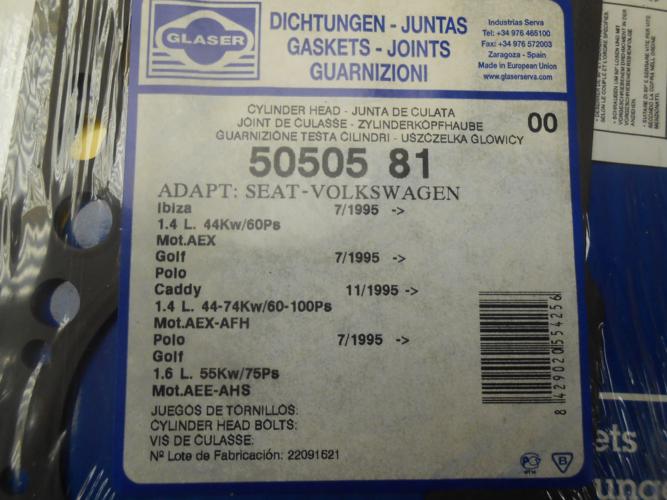 GLASER
DICHTUNGEN - JUNTAS
GASKETS - JOINTS
GUARNIZIONI
Industrias Serva
Tel: +34 976 465100
Fax: +34 976 572003
Zaragoza - Spain
Made in European Union
www.glaserserva.com
CYLINDER HEAD - JUNTA DE CULATA
JOINT DE CULASSE - ZYLINDERKOPFHAUBE
GUARNIZIONE TESTA CILINDRI - USZCZELKA GLOWICY
00
50505 81
ADAPT: SEAT-VOLKSWAGEN
Ibiza 7/1995 ->
1.4 L. 44Kw/60Ps
Mot.AEX
Golf 7/1995 ->
Polo
Caddy 11/1995 ->
1.4 L. 44-74Kw/60-100Ps
Mot.AEX-AFH
Polo 7/1995 ->
Golf
1.6 L. 55Kw/75Ps
Mot.AEE-AHS
JUEGOS DE TORNILLOS:
CYLINDER HEAD BOLTS:
VIS DE CULASSE:
Nº Lote de Fabricación: 22091521
8 429020 554256
B
ets
ung